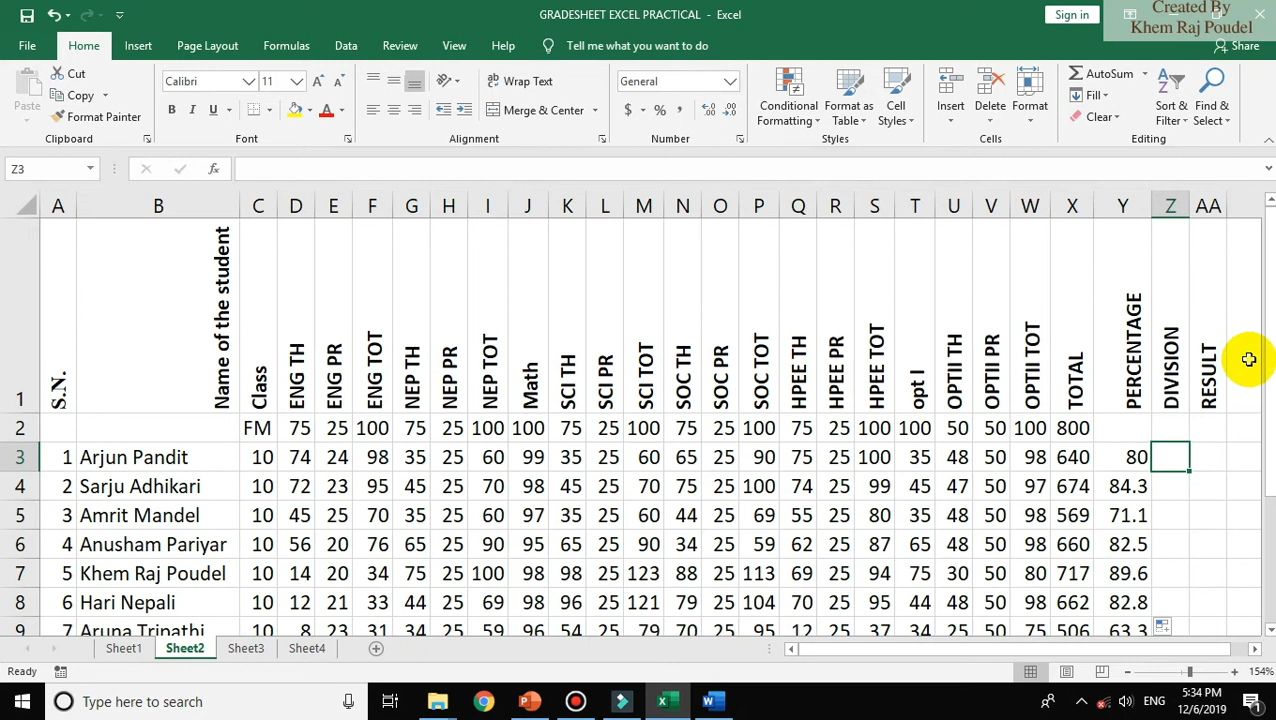 GRADESHEET EXCEL PRACTICAL - Excel
Sign in
Created By
Khem Raj Poudel
File Home Insert Page Layout Formulas Data Review View Help Tell me what you want to do Share
Paste
Cut
Copy
Format Painter
Clipboard
Calibri 11
B I U
Font
Wrap Text
Merge & Center
Alignment
General
$ % ,
Number
Conditional Formatting
Format as Table
Cell Styles
Styles
Insert
Delete
Format
Cells
AutoSum
Fill
Clear
Sort & Filter
Find & Select
Editing
Z3 fx
A B C D E F G H I J K L M N O P Q R S T U V W X Y Z AA
1 S.N. Name of the student Class ENG TH ENG PR ENG TOT NEP TH NEP PR NEP TOT Math SCI TH SCI PR SCI TOT SOC TH SOC PR SOC TOT HPEE TH HPEE PR HPEE TOT opt I OPTII TH OPTII PR OPTII TOT TOTAL PERCENTAGE DIVISION RESULT
2 FM 75 25 100 75 25 100 100 75 25 100 75 25 100 75 25 100 100 50 50 100 800
3 1 Arjun Pandit 10 74 24 98 35 25 60 99 35 25 60 65 25 90 75 25 100 35 48 50 98 640 80
4 2 Sarju Adhikari 10 72 23 95 45 25 70 98 45 25 70 75 25 100 74 25 99 45 47 50 97 674 84.3
5 3 Amrit Mandel 10 45 25 70 35 25 60 97 35 25 60 44 25 69 55 25 80 35 48 50 98 569 71.1
6 4 Anusham Pariyar 10 56 20 76 65 25 90 95 65 25 90 34 25 59 62 25 87 65 48 50 98 660 82.5
7 5 Khem Raj Poudel 10 14 20 34 75 25 100 98 98 25 123 88 25 113 69 25 94 75 30 50 80 717 89.6
8 6 Hari Nepali 10 12 21 33 44 25 69 98 96 25 121 79 25 104 70 25 95 44 48 50 98 662 82.8
9 7 Aruna Tripathi 10 8 23 31 34 25 59 96 54 25 79 70 25 95 12 25 37 34 25 50 75 506 63.3
Sheet1 Sheet2 Sheet3 Sheet4
Ready 154%
Type here to search
ENG
5:34 PM
12/6/2019
1